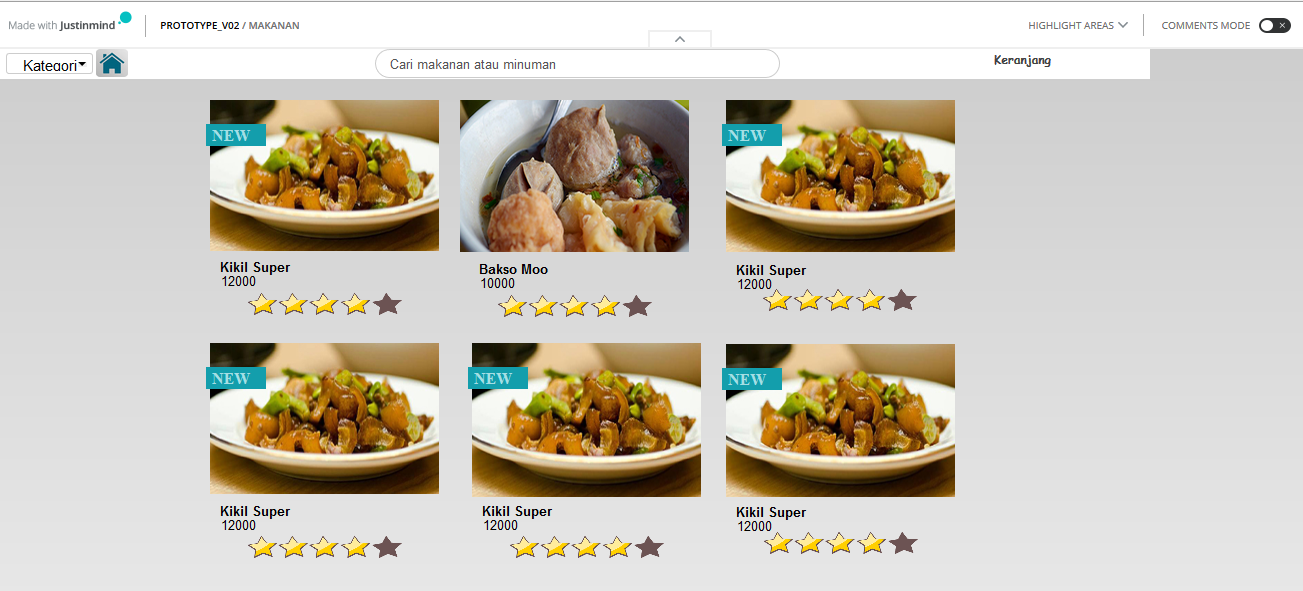 Made with Justinmind
PROTOTYPE_V02 / MAKANAN
HIGHLIGHT AREAS
COMMENTS MODE
Kategori
Cari makanan atau minuman
Keranjang
NEW
NEW
Kikil Super
12000
Bakso Moo
10000
Kikil Super
12000
NEW
NEW
NEW
Kikil Super
12000
Kikil Super
12000
Kikil Super
12000